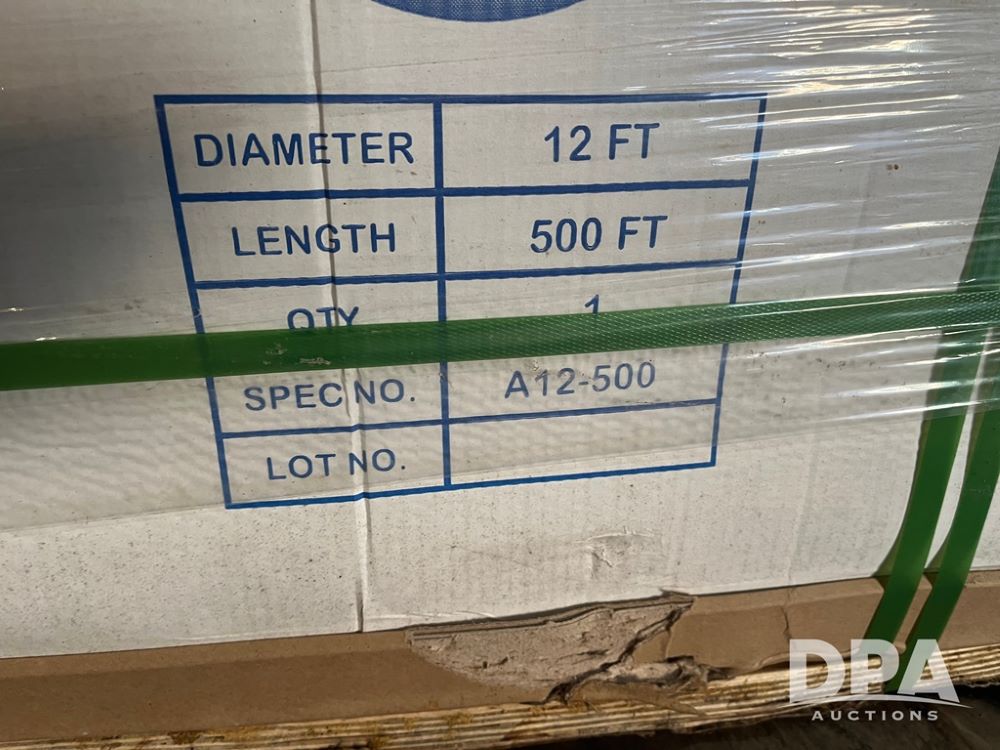 DIAMETER 12 FT
LENGTH 500 FT
QTY 1
SPEC NO. A12-500
LOT NO.
DPA
AUCTIONS